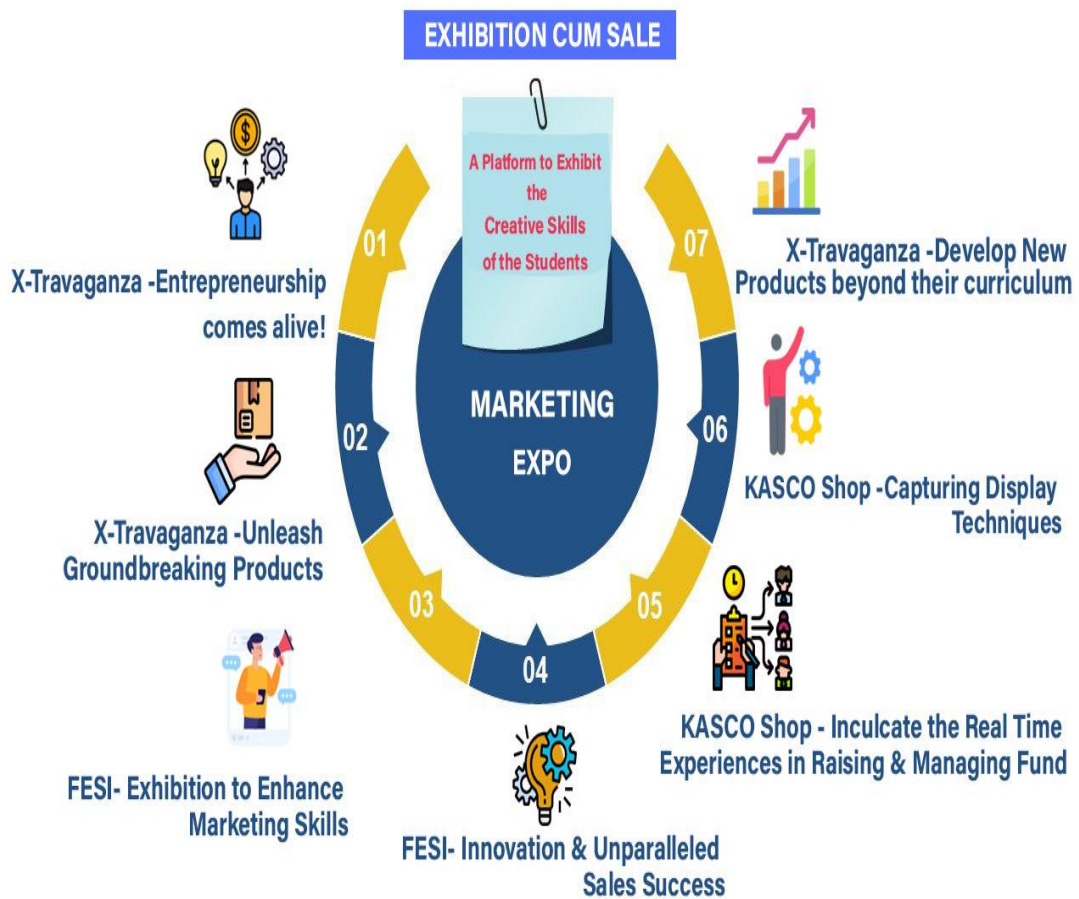 EXHIBITION CUM SALE
A Platform to Exhibit
the
Creative Skills
of the Students
MARKETING
EXPO
01
X-Travaganza -Entrepreneurship
comes alive!
02
X-Travaganza -Unleash
Groundbreaking Products
03
FESI- Exhibition to Enhance
Marketing Skills
04
FESI- Innovation & Unparalleled
Sales Success
05
KASCO Shop - Inculcate the Real Time
Experiences in Raising & Managing Fund
06
KASCO Shop -Capturing Display
Techniques
07
X-Travaganza -Develop New
Products beyond their curriculum